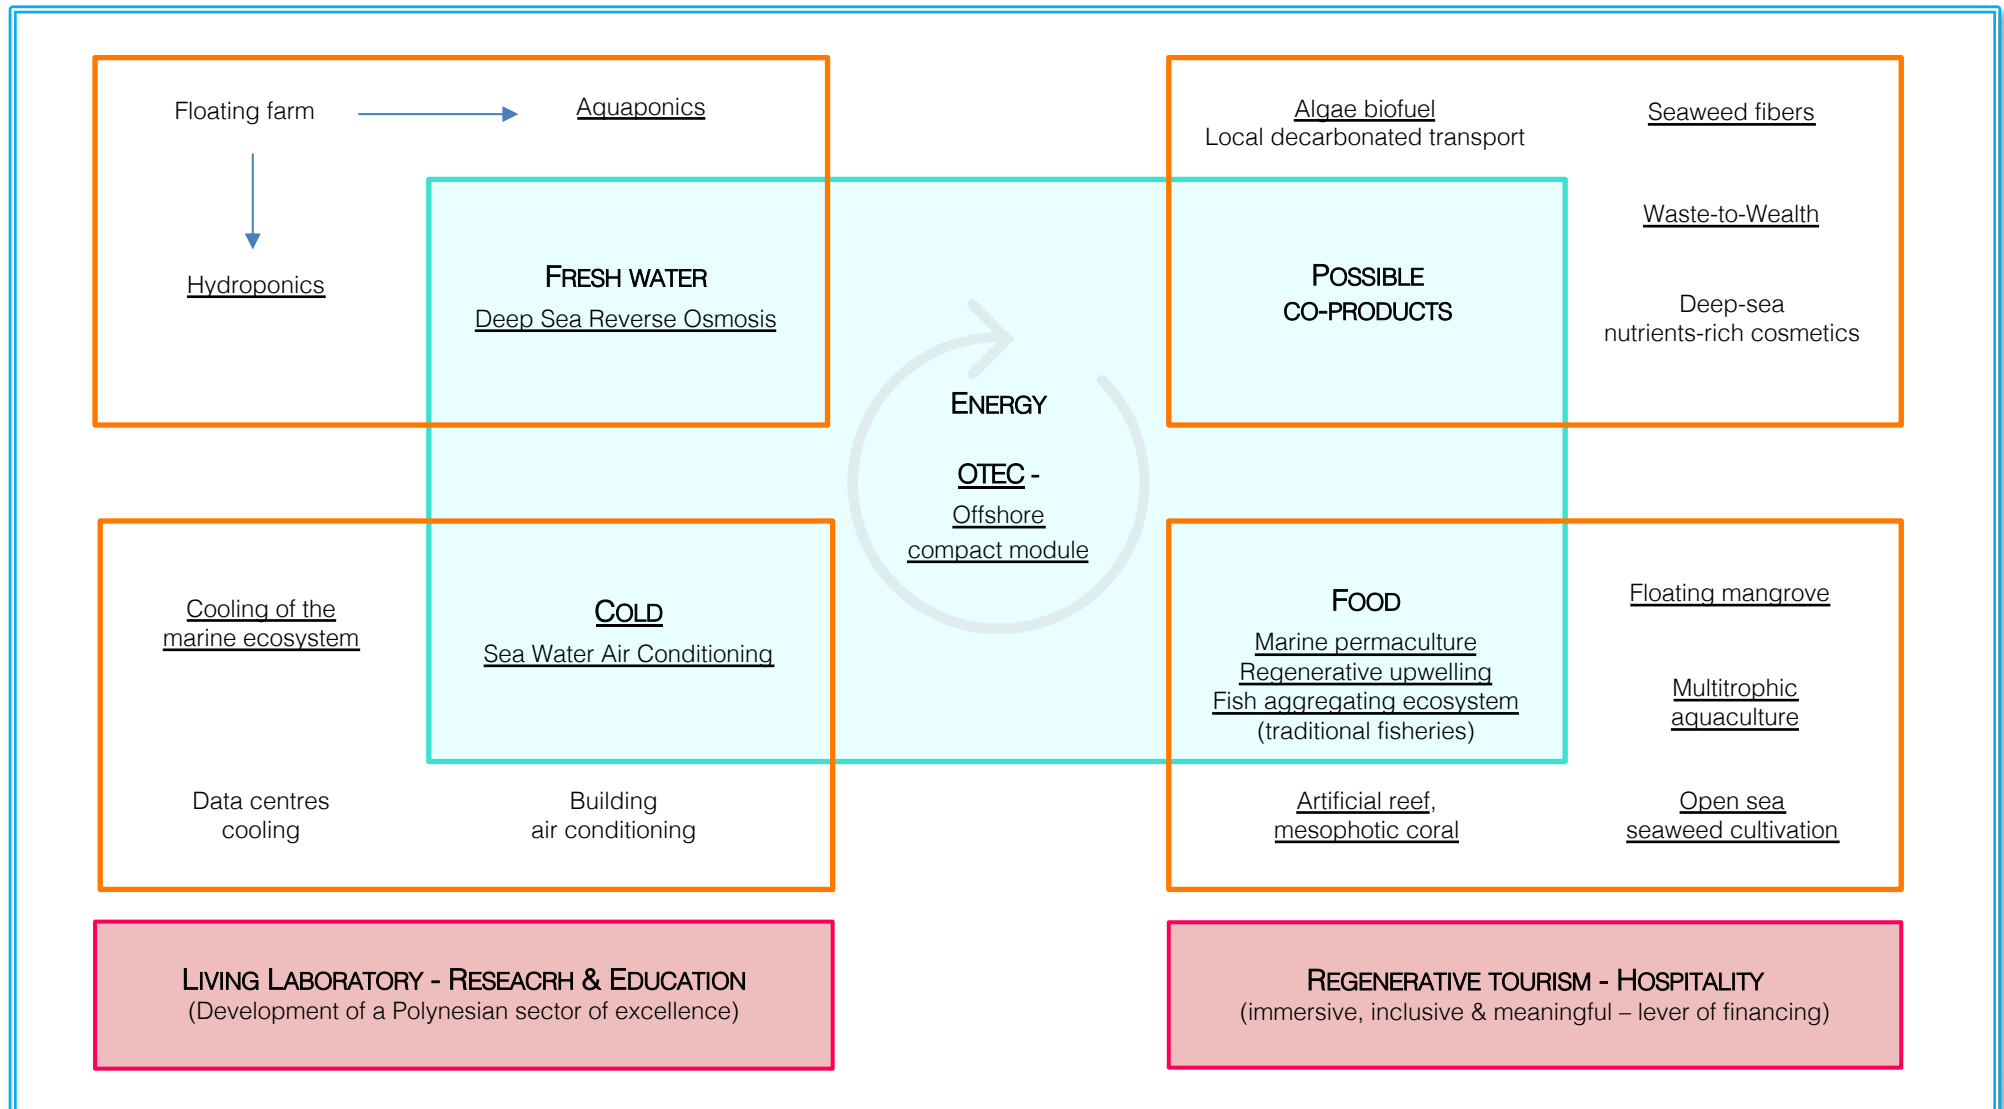 Floating farm
Aquaponics
Hydroponics
FRESH WATER
Deep Sea Reverse Osmosis
Algae biofuel
Local decarbonated transport
Seaweed fibers
Waste-to-Wealth
POSSIBLE
CO-PRODUCTS
Deep-sea
nutrients-rich cosmetics
ENERGY
OTEC -
Offshore
compact module
Cooling of the
marine ecosystem
COLD
Sea Water Air Conditioning
Data centres
cooling
Building
air conditioning
FOOD
Marine permaculture
Regenerative upwelling
Fish aggregating ecosystem
(traditional fisheries)
Floating mangrove
Multitrophic
aquaculture
Artificial reef,
mesophotic coral
Open sea
seaweed cultivation
LIVING LABORATORY - RESEACRH & EDUCATION
(Development of a Polynesian sector of excellence)
REGENERATIVE TOURISM - HOSPITALITY
(immersive, inclusive & meaningful – lever of financing)